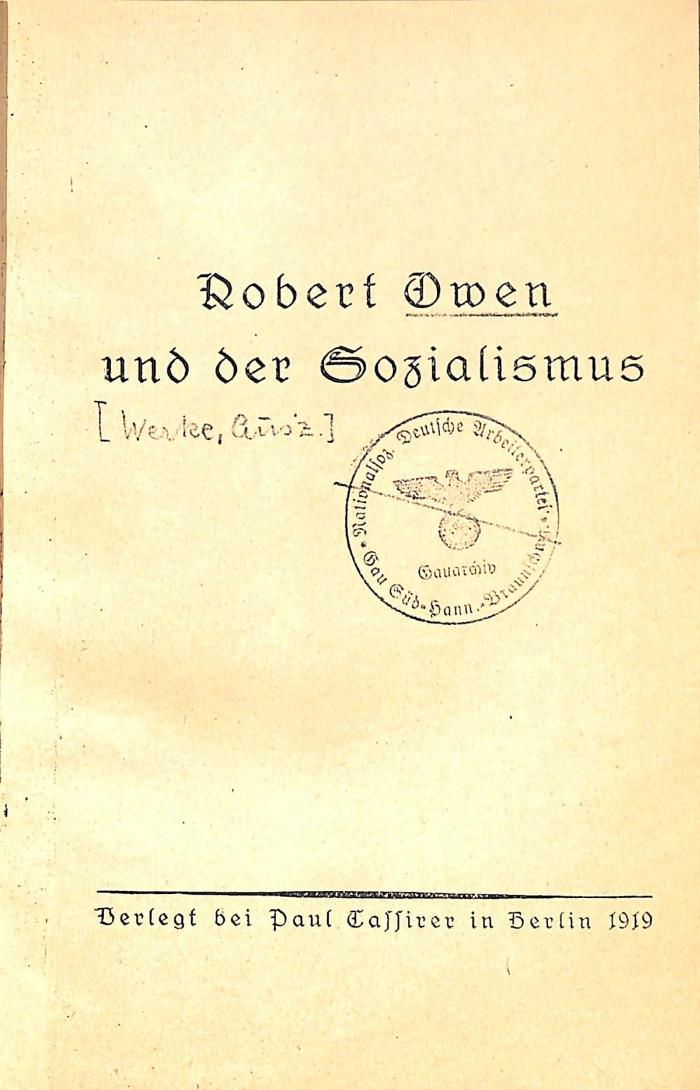 Robert Owen
und der Sozialismus
[Werke, Ausz.]
Nationalsoz. Deutsche Arbeiterpartei * Gau Süd-Hann.-Braunschweig *
Gauarchiv
Verlegt bei Paul Cassirer in Berlin 1919